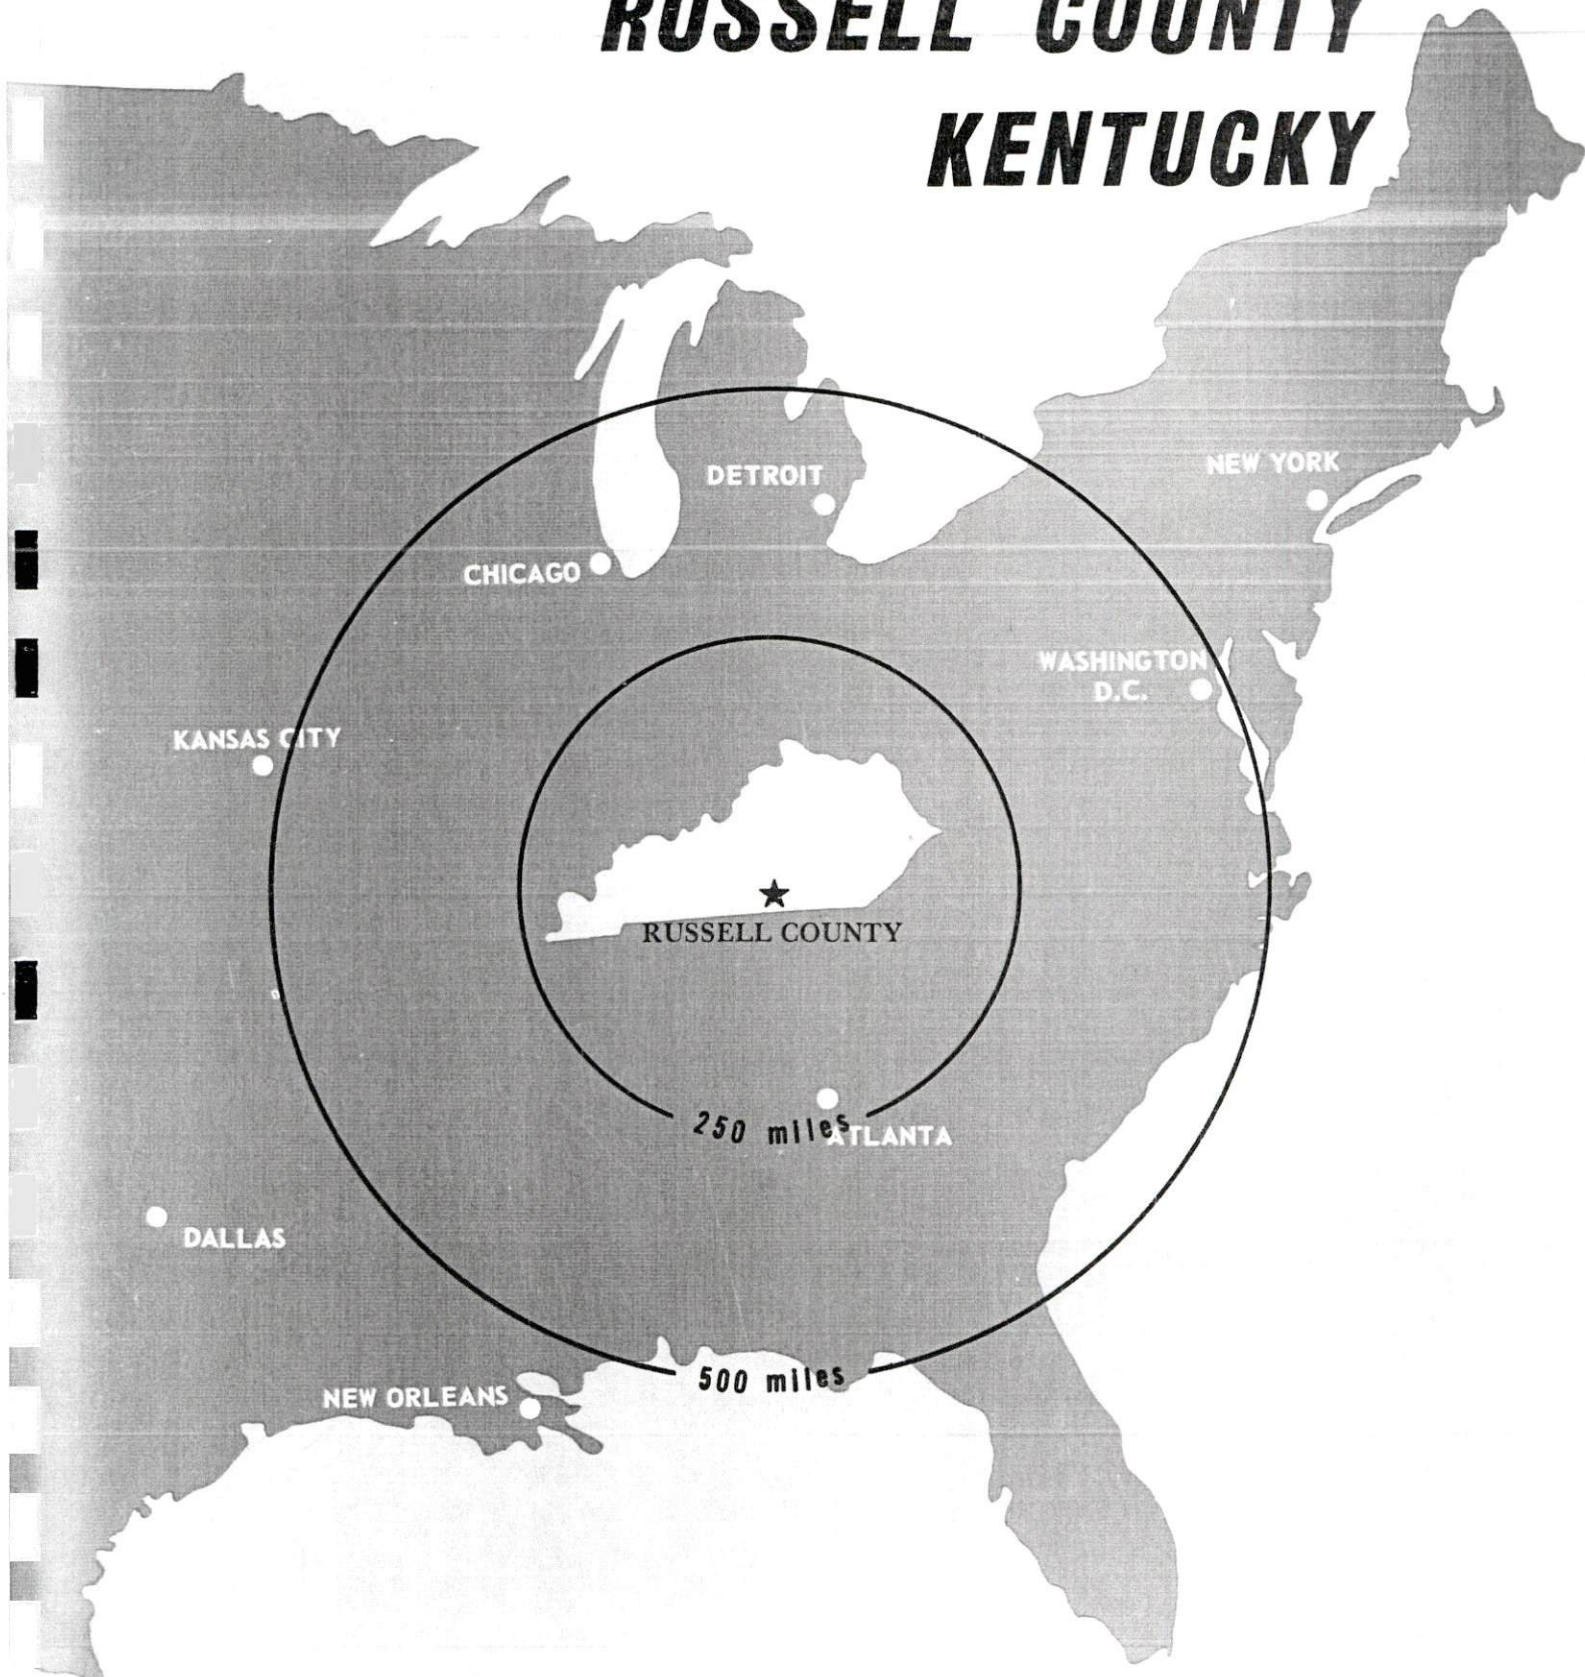 RUSSELL COUNTY
KENTUCKY
DETROIT
NEW YORK
CHICAGO
WASHINGTON
D.C.
KANSAS CITY
RUSSELL COUNTY
250 miles
ATLANTA
DALLAS
500 miles
NEW ORLEANS